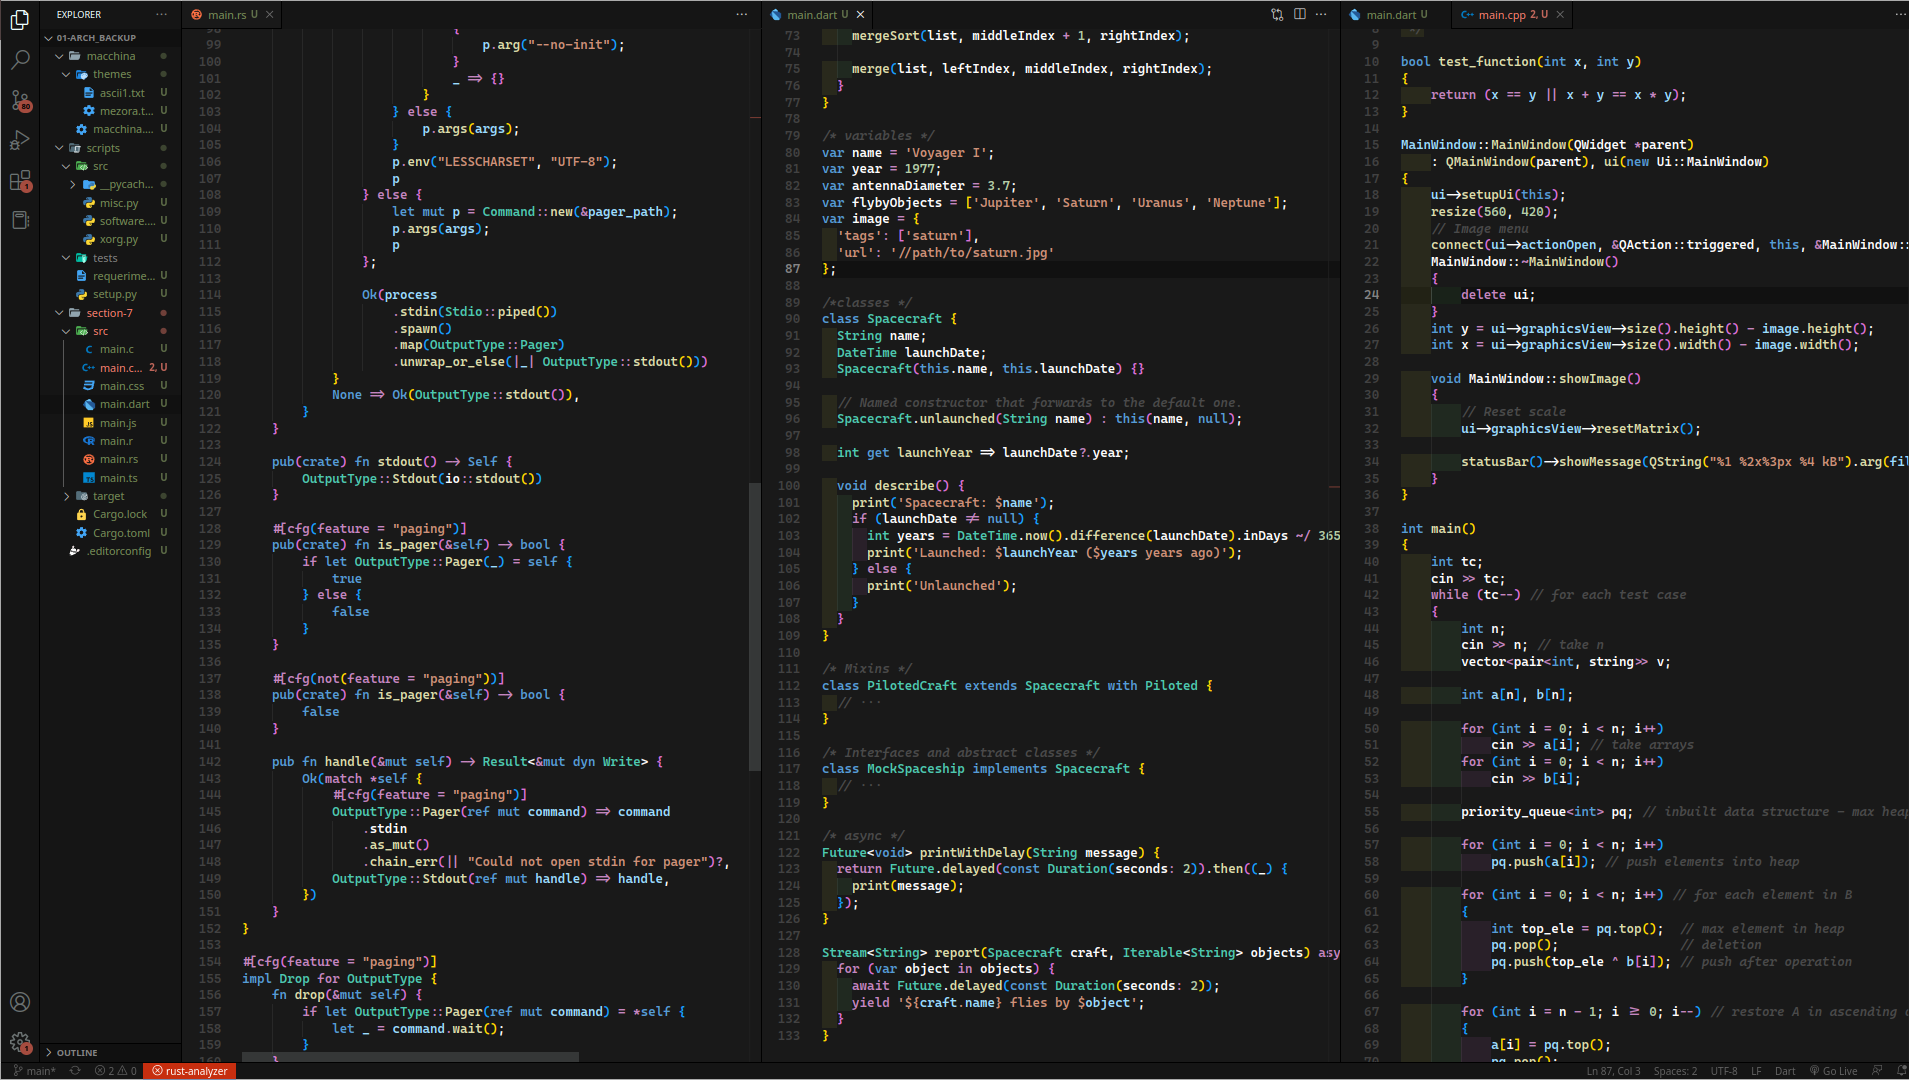 EXPLORER
01-ARCH_BACKUP
macchina
themes
ascii1.txt U
mezora.t... U
macchina.... U
scripts
src
__pycach...
misc.py U
software.... U
xorg.py U
tests
requerime... U
setup.py U
section-7
src
main.c U
main.c... 2, U
main.css U
main.dart U
main.js U
main.r U
main.rs U
main.ts U
target
Cargo.lock U
Cargo.toml U
.editorconfig U
OUTLINE
80
1
1
main.rs U
99 p.arg("--no-init");
100 }
101 _ => {}
102 }
103 } else {
104 p.args(args);
105 }
106 p.env("LESSCHARSET", "UTF-8");
107 p
108 } else {
109 let mut p = Command::new(&pager_path);
110 p.args(args);
111 p
112 };
113
114 Ok(process
115 .stdin(Stdio::piped())
116 .spawn()
117 .map(OutputType::Pager)
118 .unwrap_or_else(|_| OutputType::stdout()))
119 }
120 None => Ok(OutputType::stdout()),
121 }
122 }
123
124 pub(crate) fn stdout() -> Self {
125 OutputType::Stdout(io::stdout())
126 }
127
128 #[cfg(feature = "paging")]
129 pub(crate) fn is_pager(&self) -> bool {
130 if let OutputType::Pager(_) = self {
131 true
132 } else {
133 false
134 }
135 }
136
137 #[cfg(not(feature = "paging"))]
138 pub(crate) fn is_pager(&self) -> bool {
139 false
140 }
141
142 pub fn handle(&mut self) -> Result<&mut dyn Write> {
143 Ok(match *self {
144 #[cfg(feature = "paging")]
145 OutputType::Pager(ref mut command) => command
146 .stdin
147 .as_mut()
148 .chain_err(|| "Could not open stdin for pager")?,
149 OutputType::Stdout(ref mut handle) => handle,
150 })
151 }
152 }
153
154 #[cfg(feature = "paging")]
155 impl Drop for OutputType {
156 fn drop(&mut self) {
157 if let OutputType::Pager(ref mut command) = *self {
158 let _ = command.wait();
159 }
160 }
main.dart U
73 mergeSort(list, middleIndex + 1, rightIndex);
74
75 merge(list, leftIndex, middleIndex, rightIndex);
76 }
77 }
78
79 /* variables */
80 var name = 'Voyager I';
81 var year = 1977;
82 var antennaDiameter = 3.7;
83 var flybyObjects = ['Jupiter', 'Saturn', 'Uranus', 'Neptune'];
84 var image = {
85 'tags': ['saturn'],
86 'url': '//path/to/saturn.jpg'
87 };
88
89 /*classes */
90 class Spacecraft {
91 String name;
92 DateTime launchDate;
93 Spacecraft(this.name, this.launchDate) {}
94
95 // Named constructor that forwards to the default one.
96 Spacecraft.unlaunched(String name) : this(name, null);
97
98 int get launchYear => launchDate?.year;
99
100 void describe() {
101 print('Spacecraft: $name');
102 if (launchDate != null) {
103 int years = DateTime.now().difference(launchDate).inDays ~/ 365
104 print('Launched: $launchYear ($years years ago)');
105 } else {
106 print('Unlaunched');
107 }
108 }
109 }
110
111 /* Mixins */
112 class PilotedCraft extends Spacecraft with Piloted {
113 // ···
114 }
115
116 /* Interfaces and abstract classes */
117 class MockSpaceship implements Spacecraft {
118 // ···
119 }
120
121 /* async */
122 Future<void> printWithDelay(String message) {
123 return Future.delayed(const Duration(seconds: 2)).then((_) {
124 print(message);
125 });
126 }
127
128 Stream<String> report(Spacecraft craft, Iterable<String> objects) asy
129 for (var object in objects) {
130 await Future.delayed(const Duration(seconds: 2));
131 yield '${craft.name} flies by $object';
132 }
133 }
main.dart U
main.cpp 2, U
8 */
9
10 bool test_function(int x, int y)
11 {
12 return (x == y || x + y == x * y);
13 }
14
15 MainWindow::MainWindow(QWidget *parent)
16 : QMainWindow(parent), ui(new Ui::MainWindow)
17 {
18 ui->setupUi(this);
19 resize(560, 420);
20 // Image menu
21 connect(ui->actionOpen, &QAction::triggered, this, &MainWindow::
22 MainWindow::~MainWindow()
23 {
24 delete ui;
25 }
26 int y = ui->graphicsView->size().height() - image.height();
27 int x = ui->graphicsView->size().width() - image.width();
28
29 void MainWindow::showImage()
30 {
31 // Reset scale
32 ui->graphicsView->resetMatrix();
33
34 statusBar()->showMessage(QString("%1 %2x%3px %4 kB").arg(fil
35 }
36 }
37
38 int main()
39 {
40 int tc;
41 cin >> tc;
42 while (tc--) // for each test case
43 {
44 int n;
45 cin >> n; // take n
46 vector<pair<int, string>> v;
47
48 int a[n], b[n];
49
50 for (int i = 0; i < n; i++)
51 cin >> a[i]; // take arrays
52 for (int i = 0; i < n; i++)
53 cin >> b[i];
54
55 priority_queue<int> pq; // inbuilt data structure - max heap
56
57 for (int i = 0; i < n; i++)
58 pq.push(a[i]); // push elements into heap
59
60 for (int i = 0; i < n; i++) // for each element in B
61 {
62 int top_ele = pq.top(); // max element in heap
63 pq.pop(); // deletion
64 pq.push(top_ele ^ b[i]); // push after operation
65 }
66
67 for (int i = n - 1; i >= 0; i--) // restore A in ascending
68 {
69 a[i] = pq.top();
70 pq.pop();
main* 2 0 rust-analyzer
Ln 87, Col 3 Spaces: 2 UTF-8 LF Dart Go Live